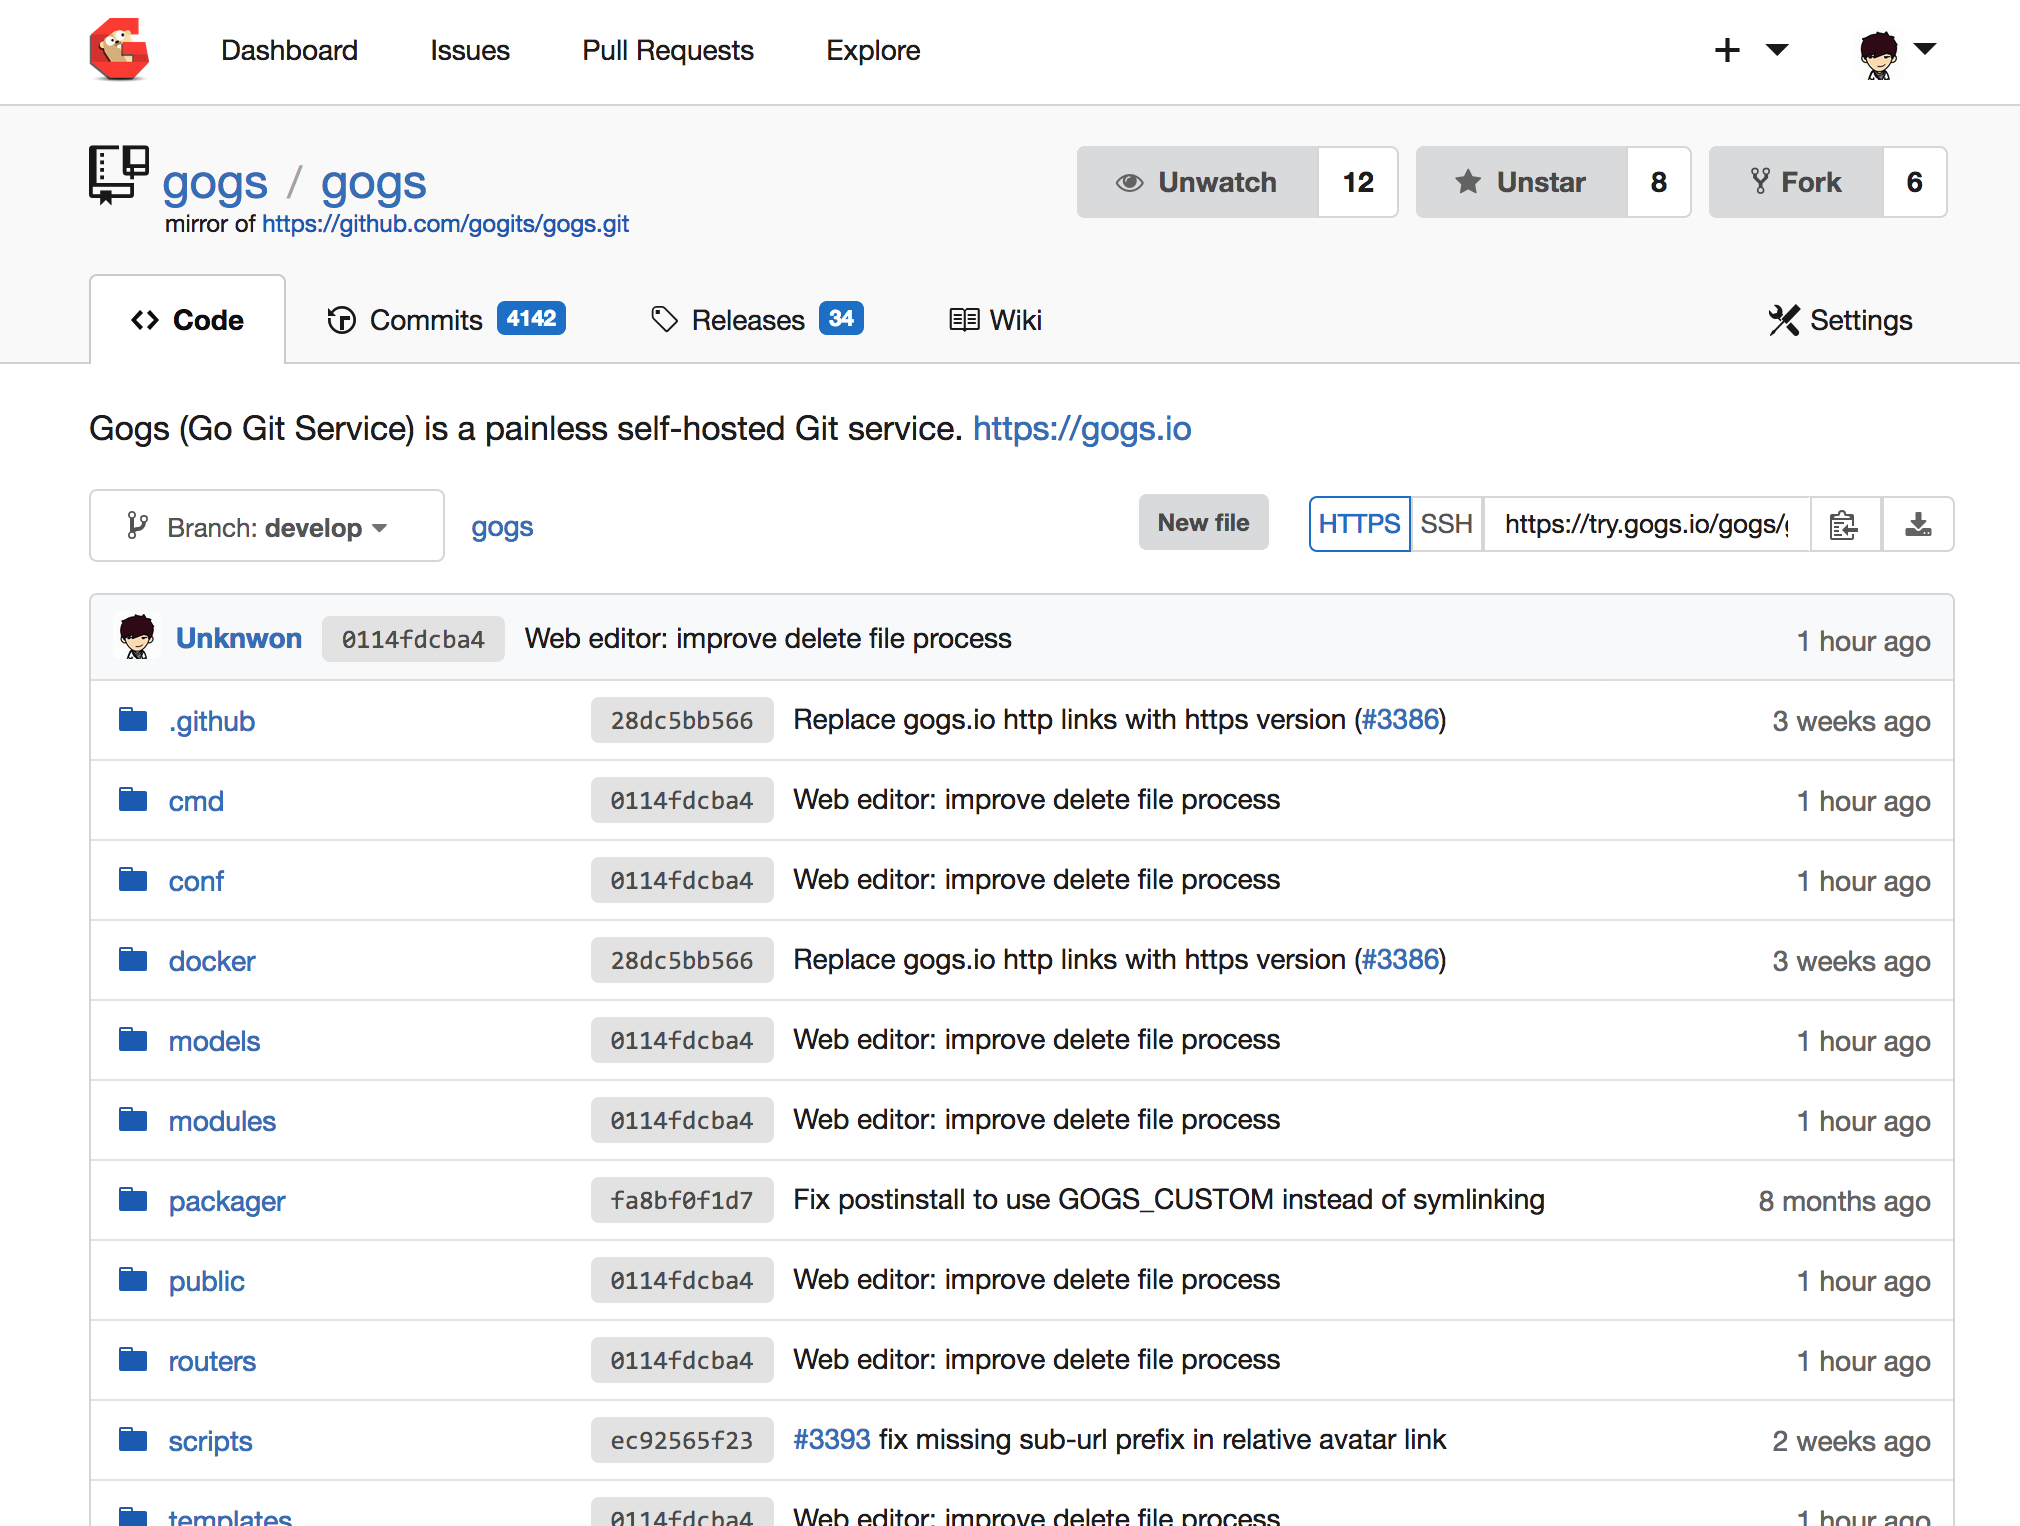 Dashboard Issues Pull Requests Explore
gogs / gogs
Unwatch 12 Unstar 8 Fork 6
mirror of https://github.com/gogits/gogs.git
Code Commits 4142 Releases 34 Wiki Settings
Gogs (Go Git Service) is a painless self-hosted Git service. https://gogs.io
Branch: develop gogs New file HTTPS SSH https://try.gogs.io/gogs/
Unknwon 0114fdcba4 Web editor: improve delete file process 1 hour ago
.github 28dc5bb566 Replace gogs.io http links with https version (#3386) 3 weeks ago
cmd 0114fdcba4 Web editor: improve delete file process 1 hour ago
conf 0114fdcba4 Web editor: improve delete file process 1 hour ago
docker 28dc5bb566 Replace gogs.io http links with https version (#3386) 3 weeks ago
models 0114fdcba4 Web editor: improve delete file process 1 hour ago
modules 0114fdcba4 Web editor: improve delete file process 1 hour ago
packager fa8bf0f1d7 Fix postinstall to use GOGS_CUSTOM instead of symlinking 8 months ago
public 0114fdcba4 Web editor: improve delete file process 1 hour ago
routers 0114fdcba4 Web editor: improve delete file process 1 hour ago
scripts ec92565f23 #3393 fix missing sub-url prefix in relative avatar link 2 weeks ago
templates 0114fdcba4 Web editor: improve delete file process 1 hour ago